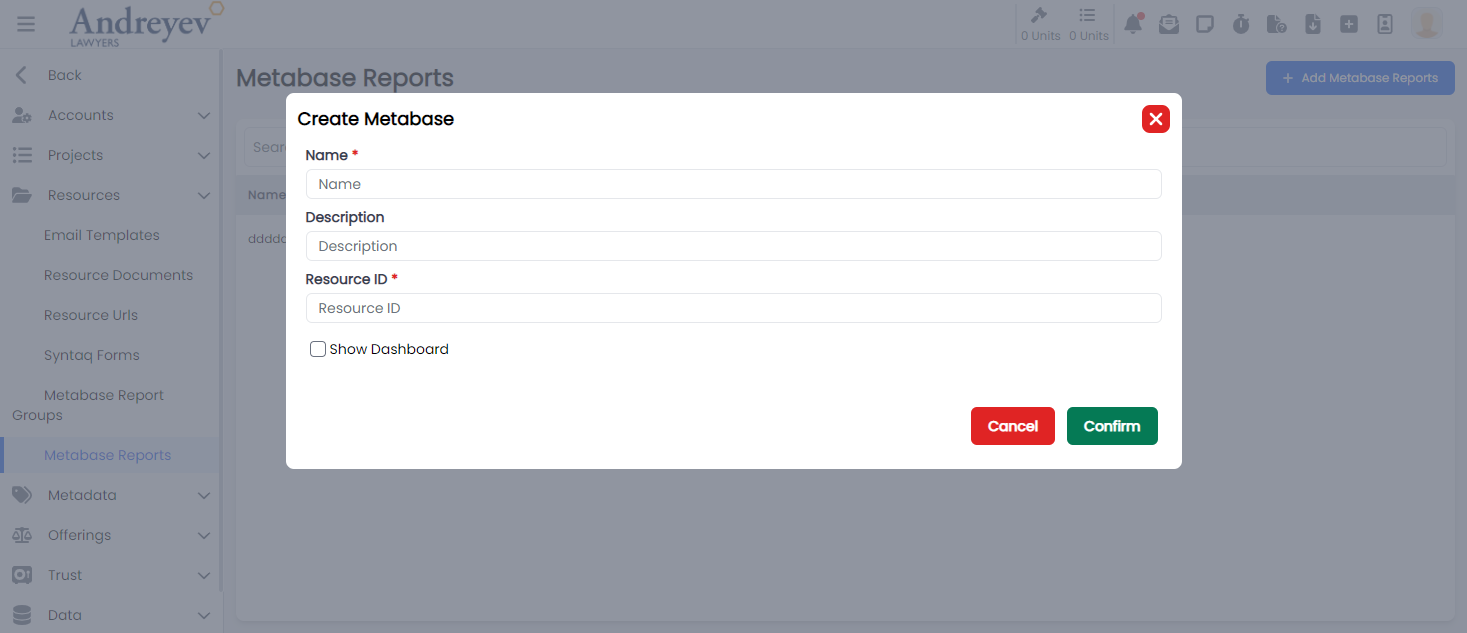 Andreyev
LAWYERS
0 Units 0 Units
Back
Accounts
Projects
Resources
Email Templates
Resource Documents
Resource Urls
Syntaq Forms
Metabase Report
Groups
Metabase Reports
Metadata
Offerings
Trust
Data
Metabase Reports
+ Add Metabase Reports
Name
Create Metabase
Name *
Name
Description
Description
Resource ID *
Resource ID
Show Dashboard
Cancel
Confirm